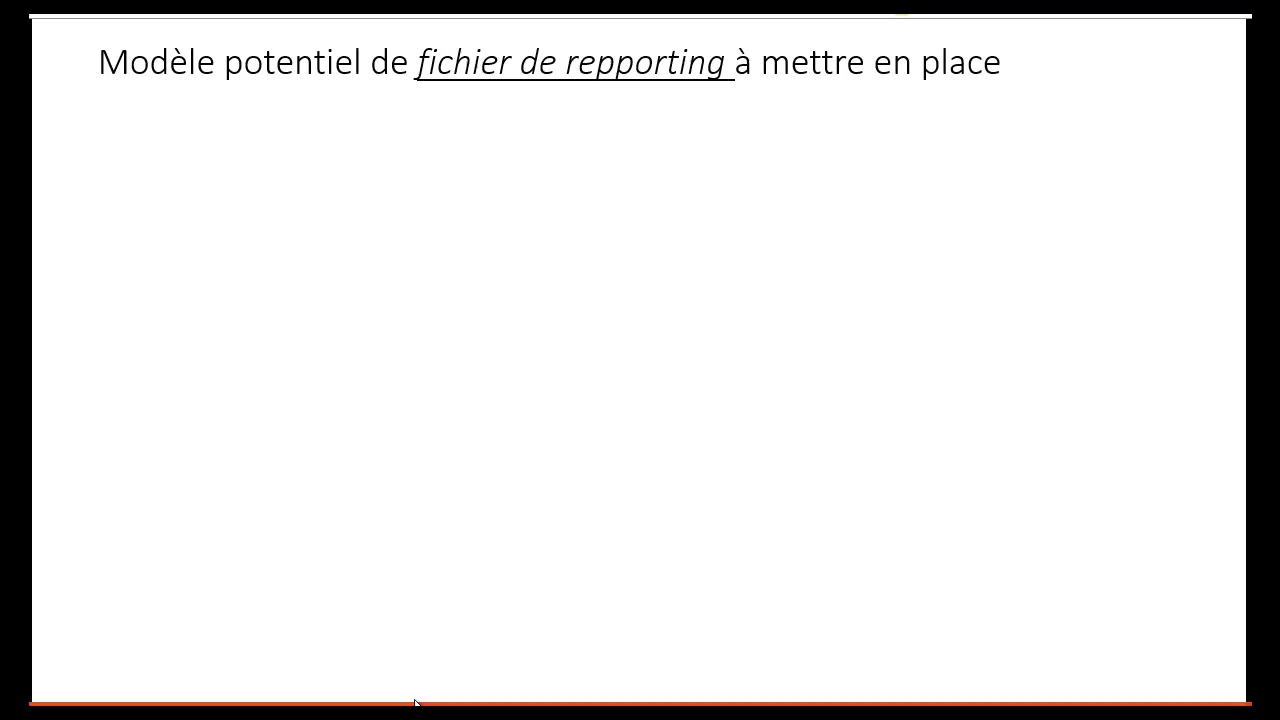 Modèle potentiel de fichier de repporting à mettre en place